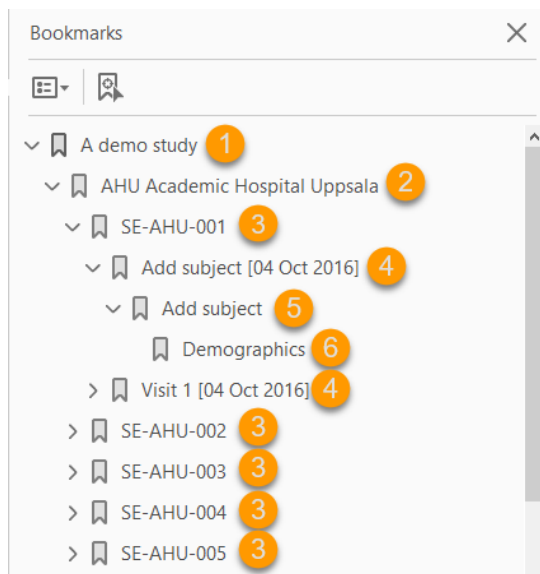 Bookmarks
A demo study 1
AHU Academic Hospital Uppsala 2
SE-AHU-001 3
Add subject [04 Oct 2016] 4
Add subject 5
Demographics 6
Visit 1 [04 Oct 2016] 4
SE-AHU-002 3
SE-AHU-003 3
SE-AHU-004 3
SE-AHU-005 3